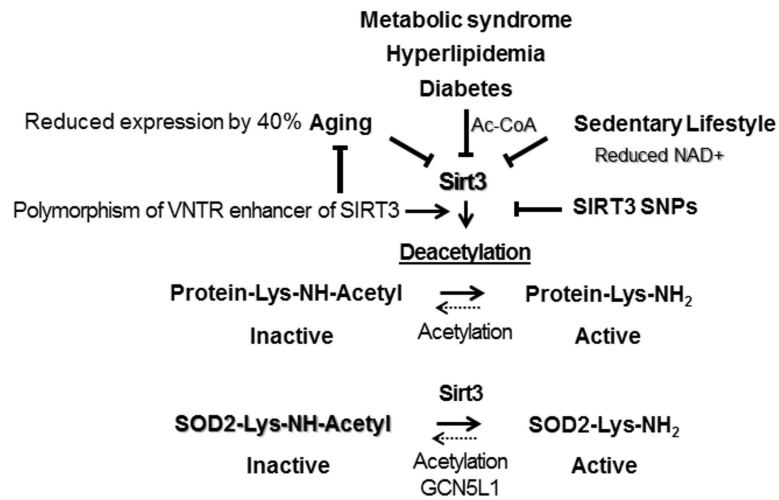 Metabolic syndrome
Hyperlipidemia
Diabetes
Reduced expression by 40% Aging
Ac-CoA
Sedentary Lifestyle
Reduced NAD+
Sirt3
Polymorphism of VNTR enhancer of SIRT3
SIRT3 SNPs
Deacetylation
Protein-Lys-NH-Acetyl
Protein-Lys-NH₂
Inactive
Acetylation
Active
Sirt3
SOD2-Lys-NH-Acetyl
SOD2-Lys-NH₂
Inactive
Acetylation
Active
GCN5L1